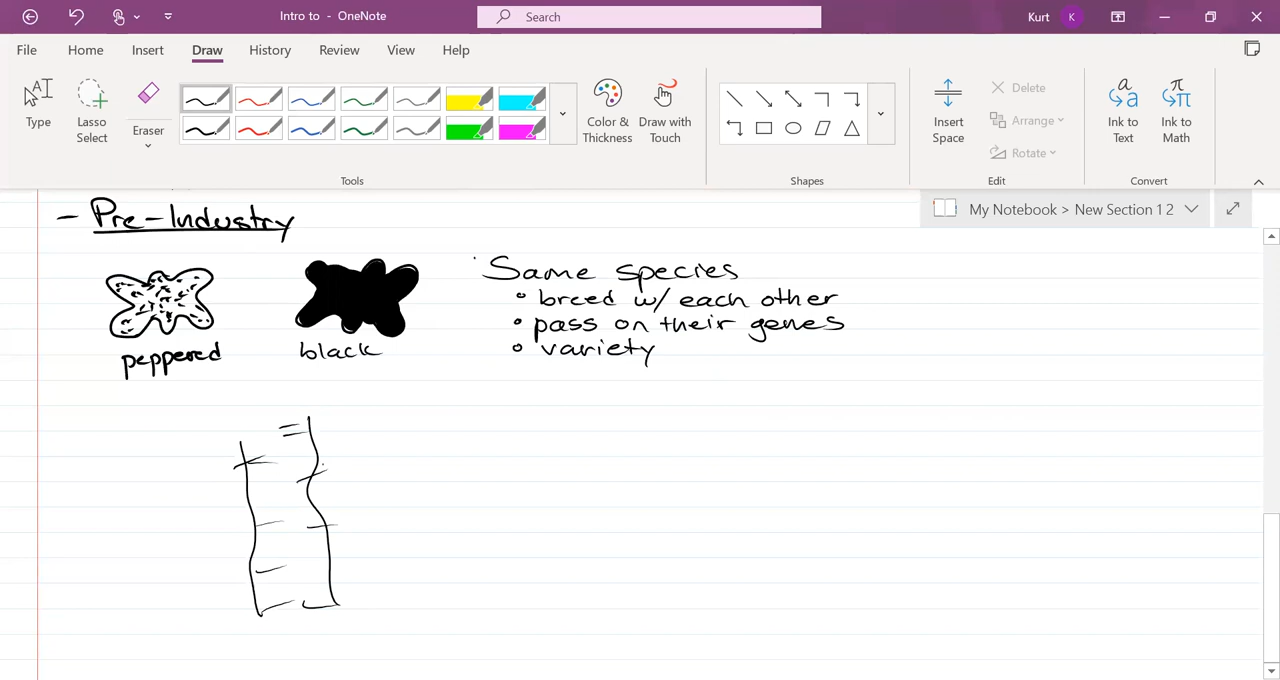 Intro to - OneNote
Search
Kurt
K
File
Home
Insert
Draw
History
Review
View
Help
Type
Lasso
Select
Eraser
Color &
Thickness
Draw with
Touch
Insert
Space
Delete
Arrange
Rotate
Ink to
Text
Ink to
Math
Tools
Shapes
Edit
Convert
My Notebook > New Section 1 2
- Pre-Industry
peppered
black
Same species
• breed w/ each other
• pass on their genes
• variety